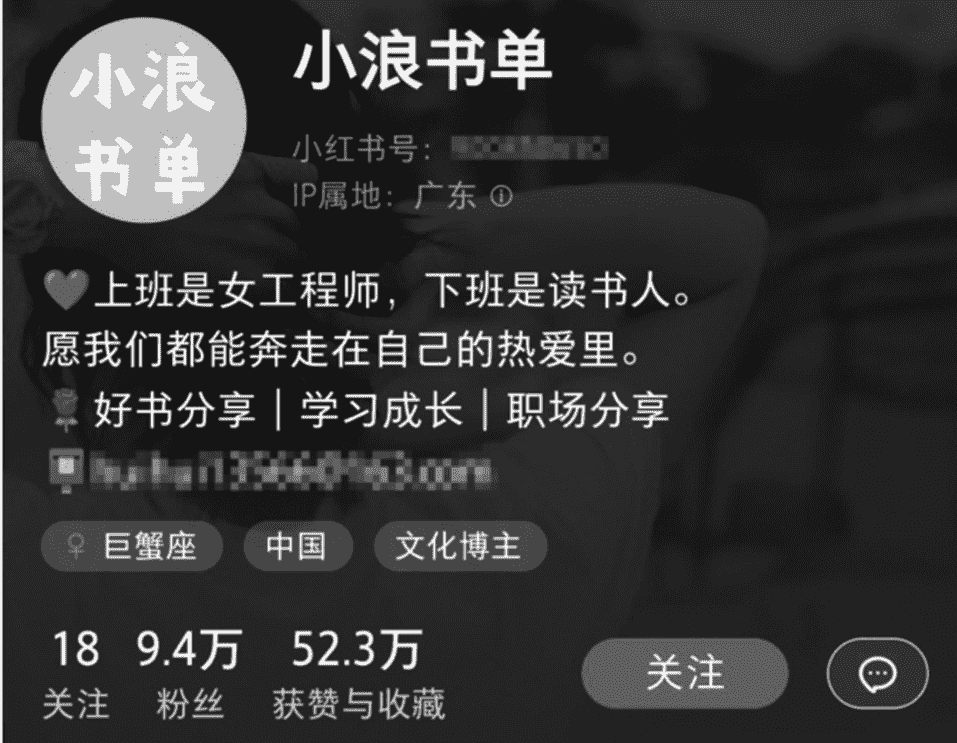 小浪
书单
小浪书单
小红书号:
IP属地：广东
上班是女工程师，下班是读书人。
愿我们都能奔走在自己的热爱里。
好书分享｜学习成长｜职场分享
♀ 巨蟹座 中国 文化博主
18 9.4万 52.3万
关注 粉丝 获赞与收藏
关注